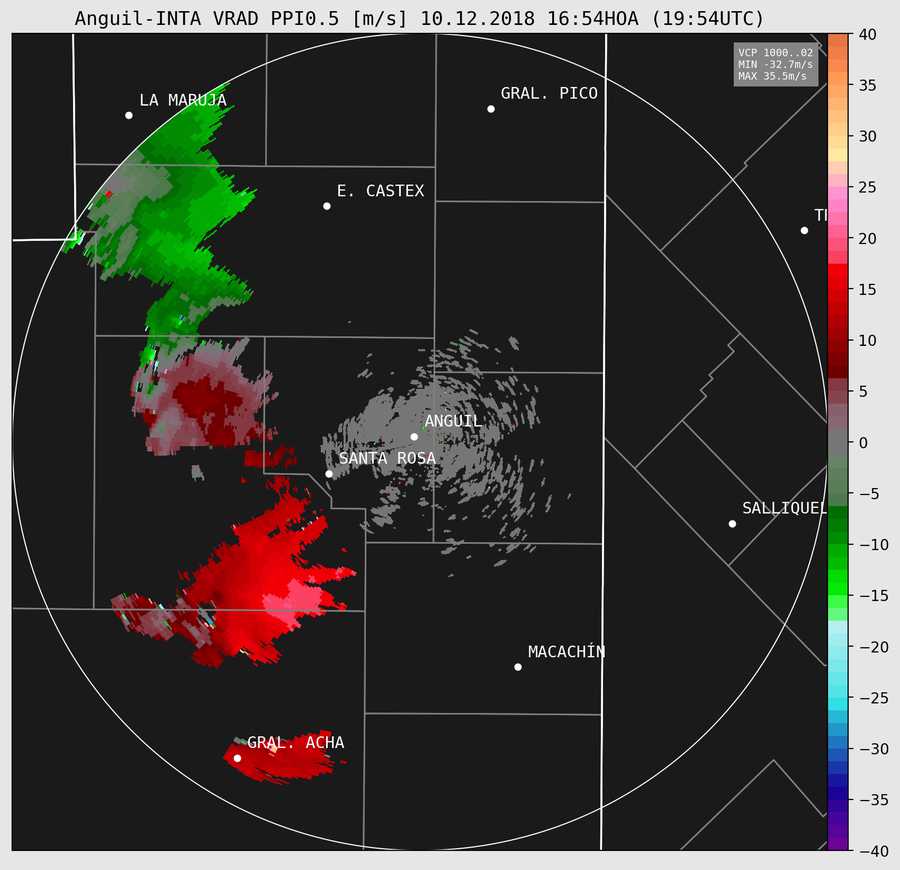 Anguil-INTA VRAD PPI0.5 [m/s] 10.12.2018 16:54HOA (19:54UTC)
VCP 1000..02
MIN -32.7m/s
MAX 35.5m/s
LA MARUJA
GRAL. PICO
E. CASTEX
TR
ANGUIL
SANTA ROSA
SALLIQUEL
MACACHÍN
GRAL. ACHA
40
35
30
25
20
15
10
5
0
−5
−10
−15
−20
−25
−30
−35
−40